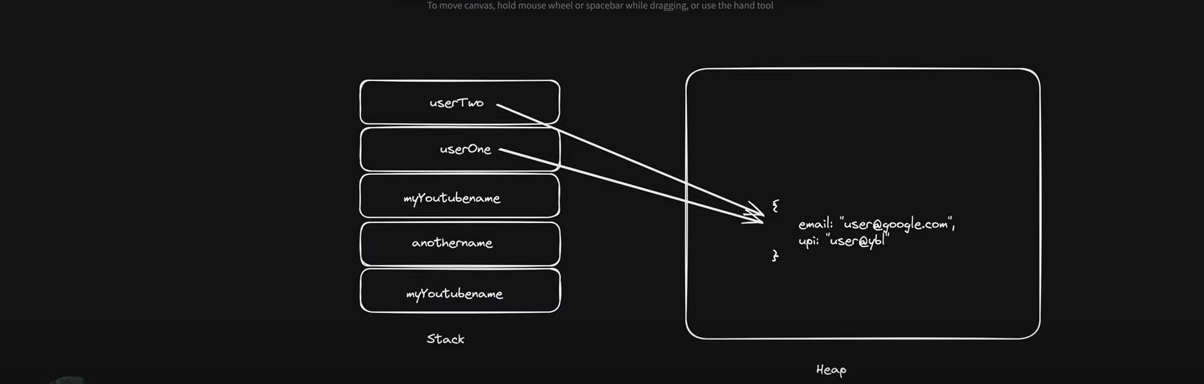 To move canvas, hold mouse wheel or spacebar while dragging, or use the hand tool
userTwo
userOne
myYoutubename
anothername
myYoutubename
Stack
{
email: "user@google.com",
upi: "user@ybl"
}
Heap